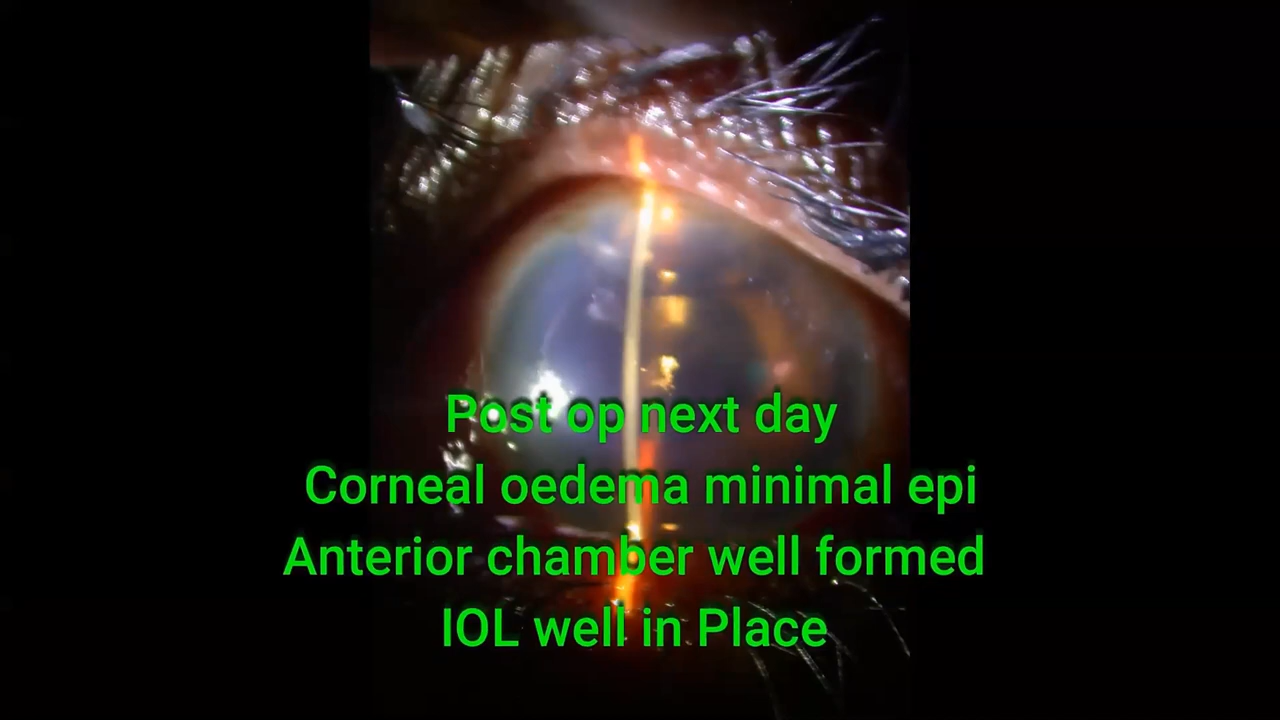 Post op next day
Corneal oedema minimal epi
Anterior chamber well formed
IOL well in Place